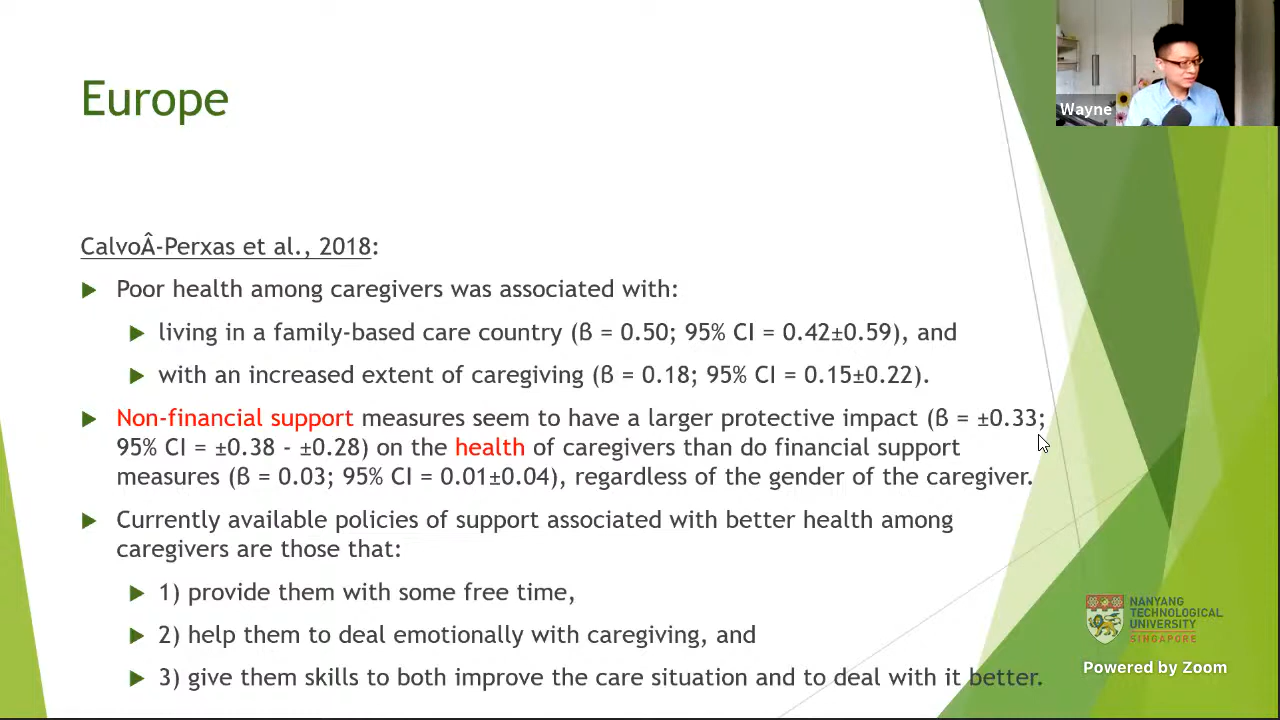 Europe
Wayne
CalvoÂ-Perxas et al., 2018:
Poor health among caregivers was associated with:
living in a family-based care country (ß = 0.50; 95% CI = 0.42±0.59), and
with an increased extent of caregiving (ß = 0.18; 95% CI = 0.15±0.22).
Non-financial support measures seem to have a larger protective impact (ß = ±0.33;
95% CI = ±0.38 - ±0.28) on the health of caregivers than do financial support
measures (ß = 0.03; 95% CI = 0.01±0.04), regardless of the gender of the caregiver.
Currently available policies of support associated with better health among
caregivers are those that:
1) provide them with some free time,
2) help them to deal emotionally with caregiving, and
3) give them skills to both improve the care situation and to deal with it better.
NANYANG
TECHNOLOGICAL
UNIVERSITY
SINGAPORE
Powered by Zoom